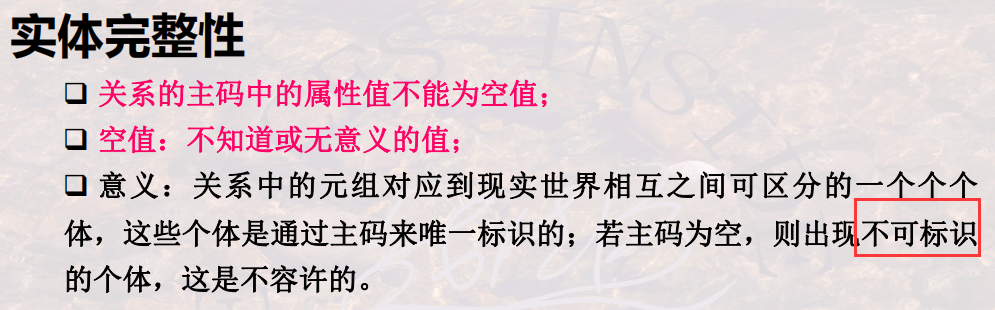 实体完整性
❑ 关系的主码中的属性值不能为空值；
❑ 空值：不知道或无意义的值；
❑ 意义：关系中的元组对应到现实世界相互之间可区分的一个个个
体，这些个体是通过主码来唯一标识的；若主码为空，则出现不可标识
的个体，这是不容许的。